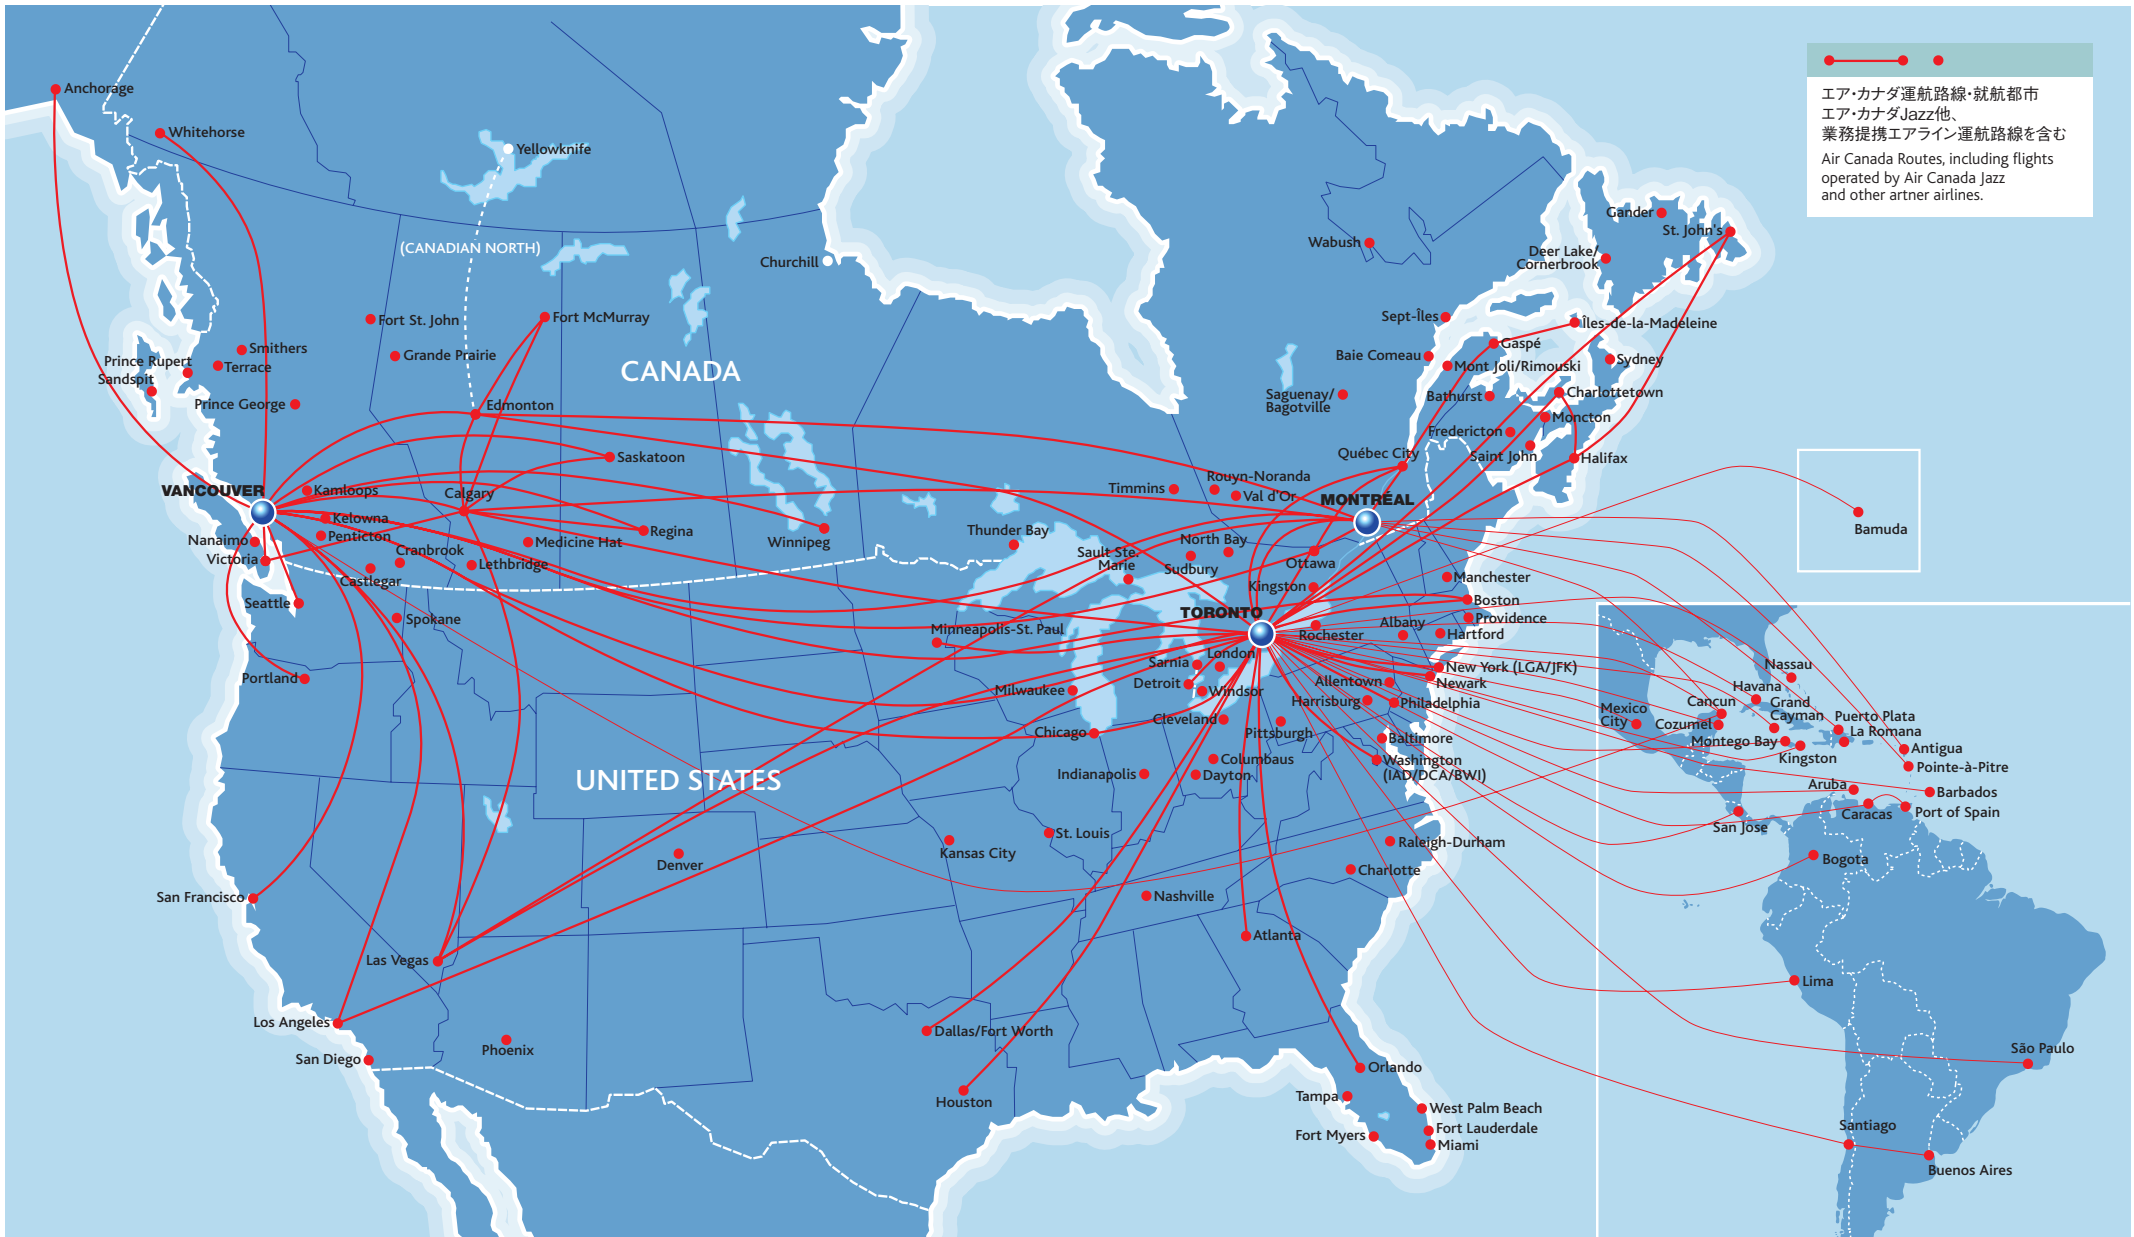 エア・カナダ運航路線・就航都市
エア・カナダJazz他、
業務提携エアライン運航路線を含む
Air Canada Routes, including flights
operated by Air Canada Jazz
and other artner airlines.
Anchorage
Whitehorse
Yellowknife
(CANADIAN NORTH)
Churchill
Fort St. John
Fort McMurray
Smithers
Prince Rupert
Terrace
Grande Prairie
Sandspit
Prince George
CANADA
Edmonton
Saskatoon
VANCOUVER
Kamloops
Calgary
Kelowna
Regina
Winnipeg
Nanaimo
Penticton
Medicine Hat
Victoria
Cranbrook
Lethbridge
Castlegar
Seattle
Spokane
Portland
Thunder Bay
Sault Ste.
Marie
Sudbury
North Bay
Timmins
Rouyn-Noranda
Val d'Or
Wabush
Gander
St. John's
Deer Lake/
Cornerbrook
Sept-Îles
Îles-de-la-Madeleine
Gaspé
Baie Comeau
Mont Joli/Rimouski
Sydney
Saguenay/
Bagotville
Bathurst
Charlottetown
Moncton
Fredericton
Québec City
Saint John
Halifax
MONTRÉAL
Ottawa
Kingston
TORONTO
Manchester
Boston
Providence
Albany
Hartford
Rochester
Minneapolis-St. Paul
Sarnia
London
Detroit
Windsor
Milwaukee
New York (LGA/JFK)
Newark
Allentown
Harrisburg
Philadelphia
Cleveland
Pittsburgh
Chicago
Baltimore
Columbaus
Washington
(IAD/DCA/BWI)
Indianapolis
Dayton
UNITED STATES
St. Louis
Kansas City
Denver
Raleigh-Durham
Charlotte
Nashville
San Francisco
Atlanta
Las Vegas
Los Angeles
San Diego
Phoenix
Dallas/Fort Worth
Houston
Orlando
Tampa
West Palm Beach
Fort Lauderdale
Fort Myers
Miami
Bamuda
Nassau
Havana
Cancun
Grand
Cayman
Mexico
City
Cozumel
Puerto Plata
La Romana
Montego Bay
Kingston
Antigua
Pointe-à-Pitre
Aruba
Barbados
Caracas
Port of Spain
San Jose
Bogota
Lima
São Paulo
Santiago
Buenos Aires